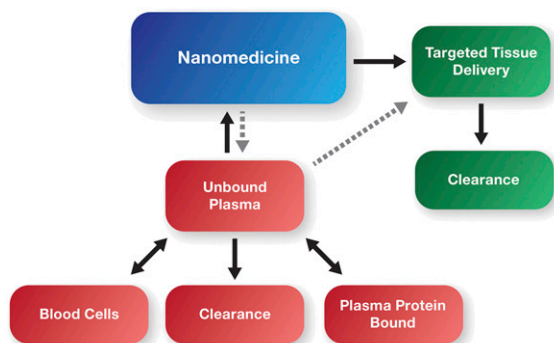 Nanomedicine
Targeted Tissue
Delivery
Clearance
Unbound
Plasma
Blood Cells
Clearance
Plasma Protein
Bound